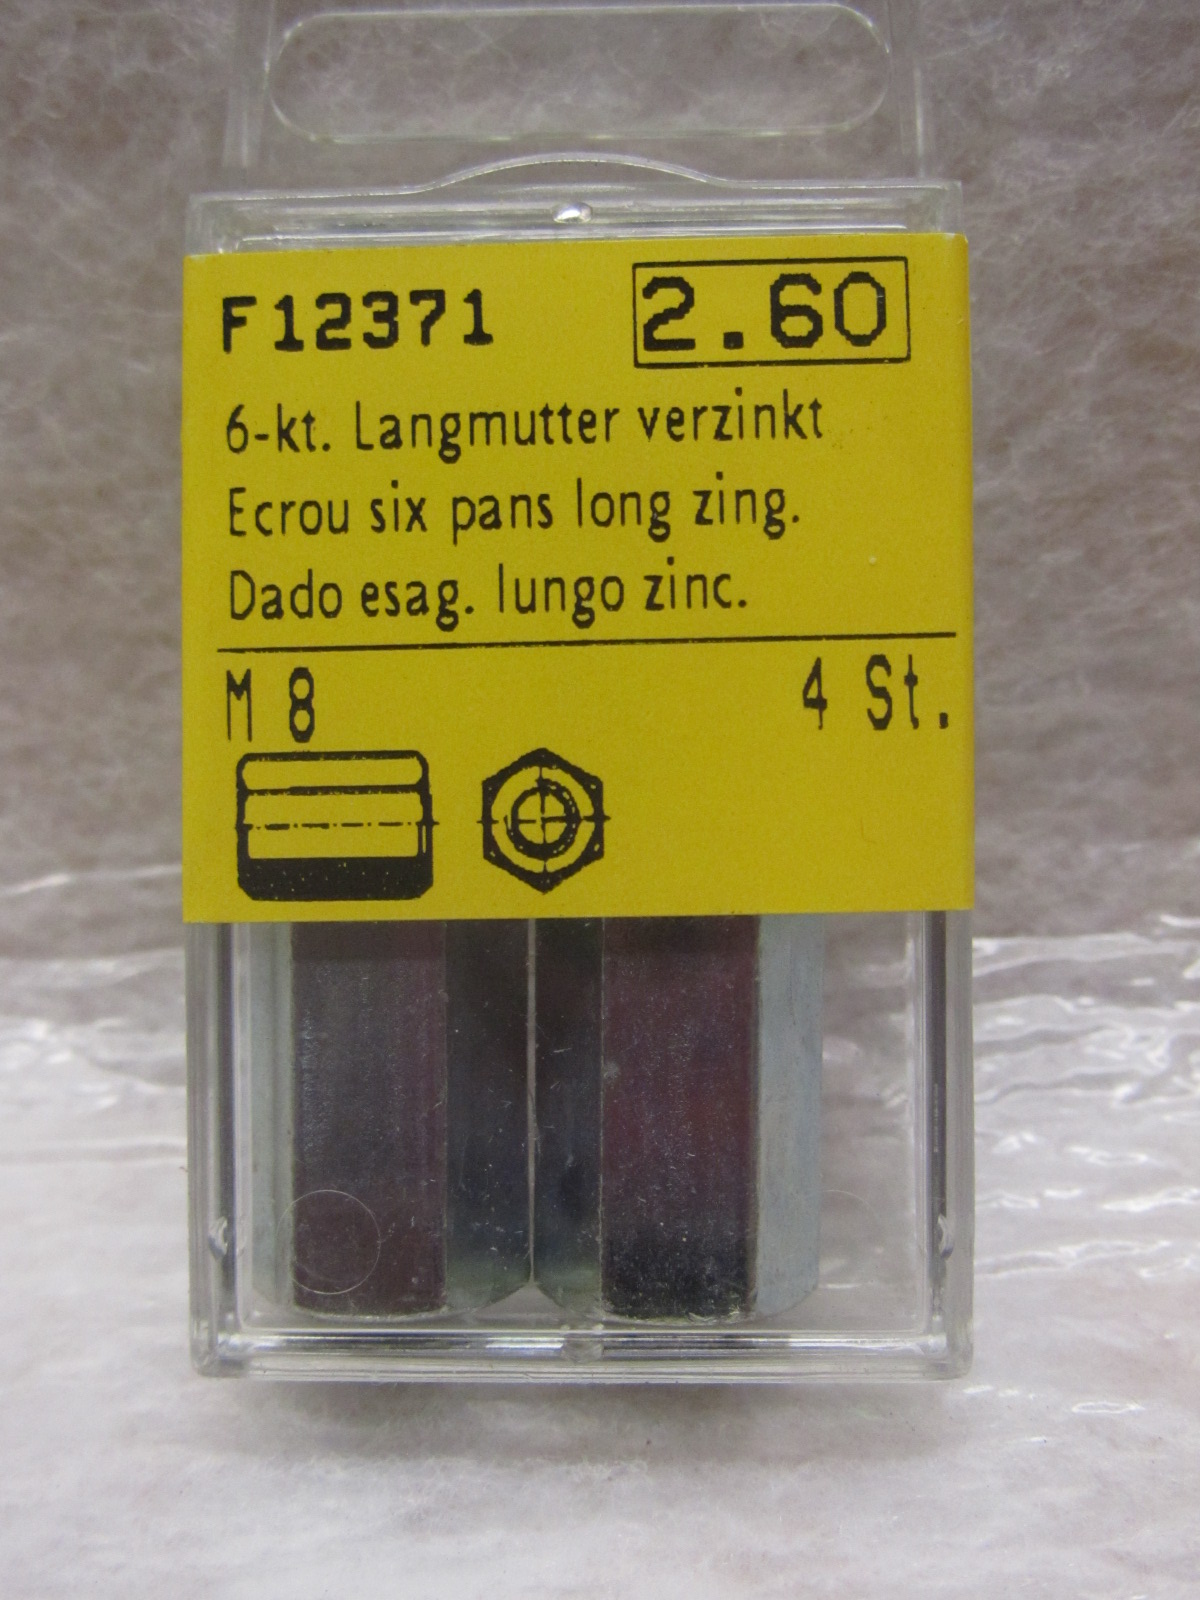 F12371 2.60
6-kt. Langmutter verzinkt
Ecrou six pans long zing.
Dado esag. lungo zinc.
M 8 4 St.